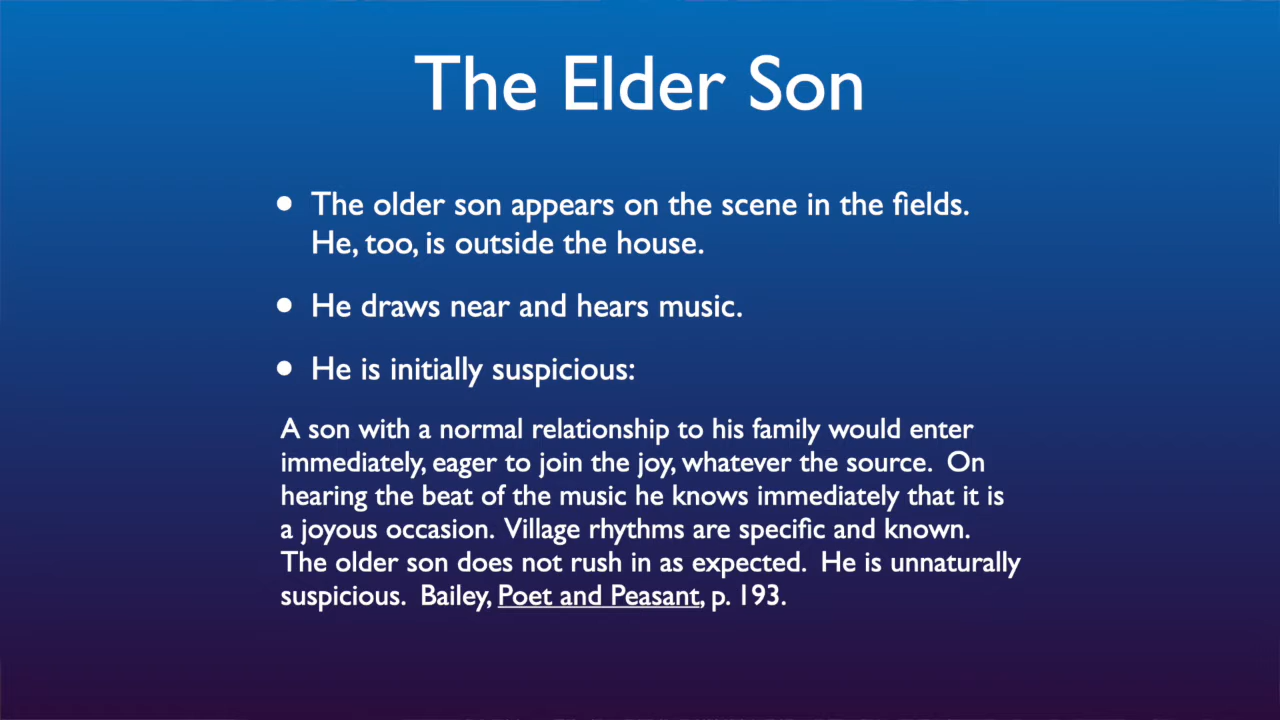 The Elder Son
• The older son appears on the scene in the fields.
He, too, is outside the house.
• He draws near and hears music.
• He is initially suspicious:
A son with a normal relationship to his family would enter
immediately, eager to join the joy, whatever the source.  On
hearing the beat of the music he knows immediately that it is
a joyous occasion.  Village rhythms are specific and known.
The older son does not rush in as expected.  He is unnaturally
suspicious.  Bailey, Poet and Peasant, p. 193.